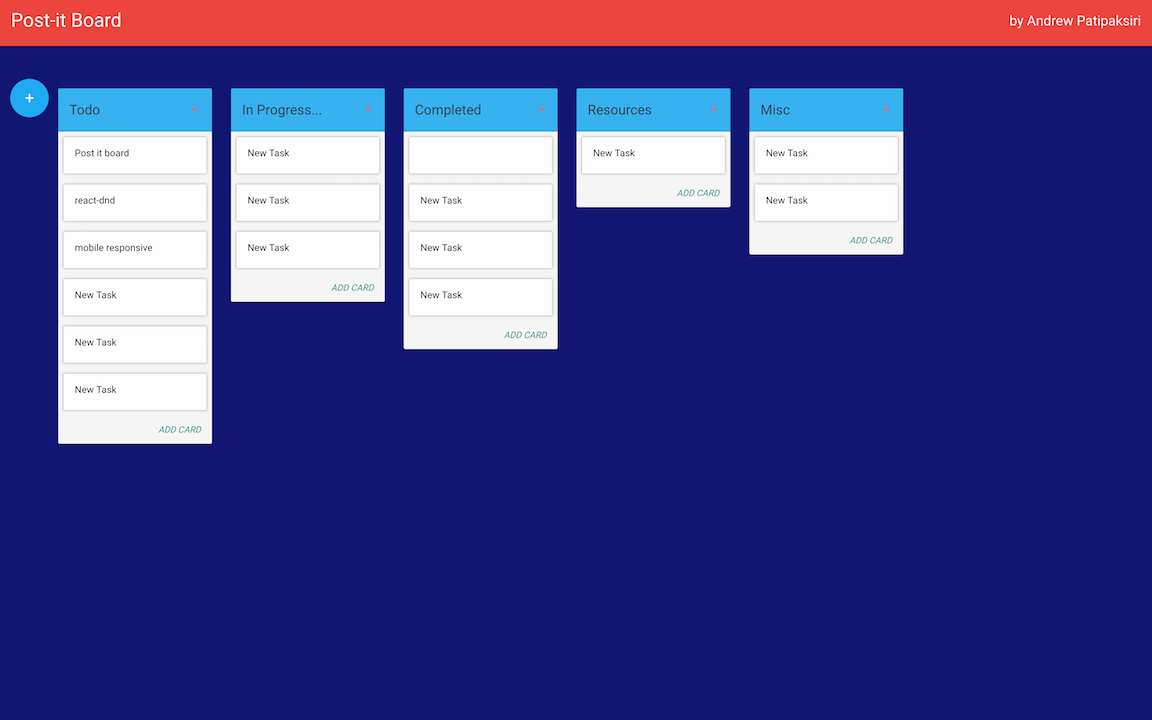 Post-it Board
by Andrew Patipaksiri
+
Todo x
Post it board
react-dnd
mobile responsive
New Task
New Task
New Task
ADD CARD
In Progress... x
New Task
New Task
New Task
ADD CARD
Completed x
New Task
New Task
New Task
ADD CARD
Resources x
New Task
ADD CARD
Misc x
New Task
New Task
ADD CARD